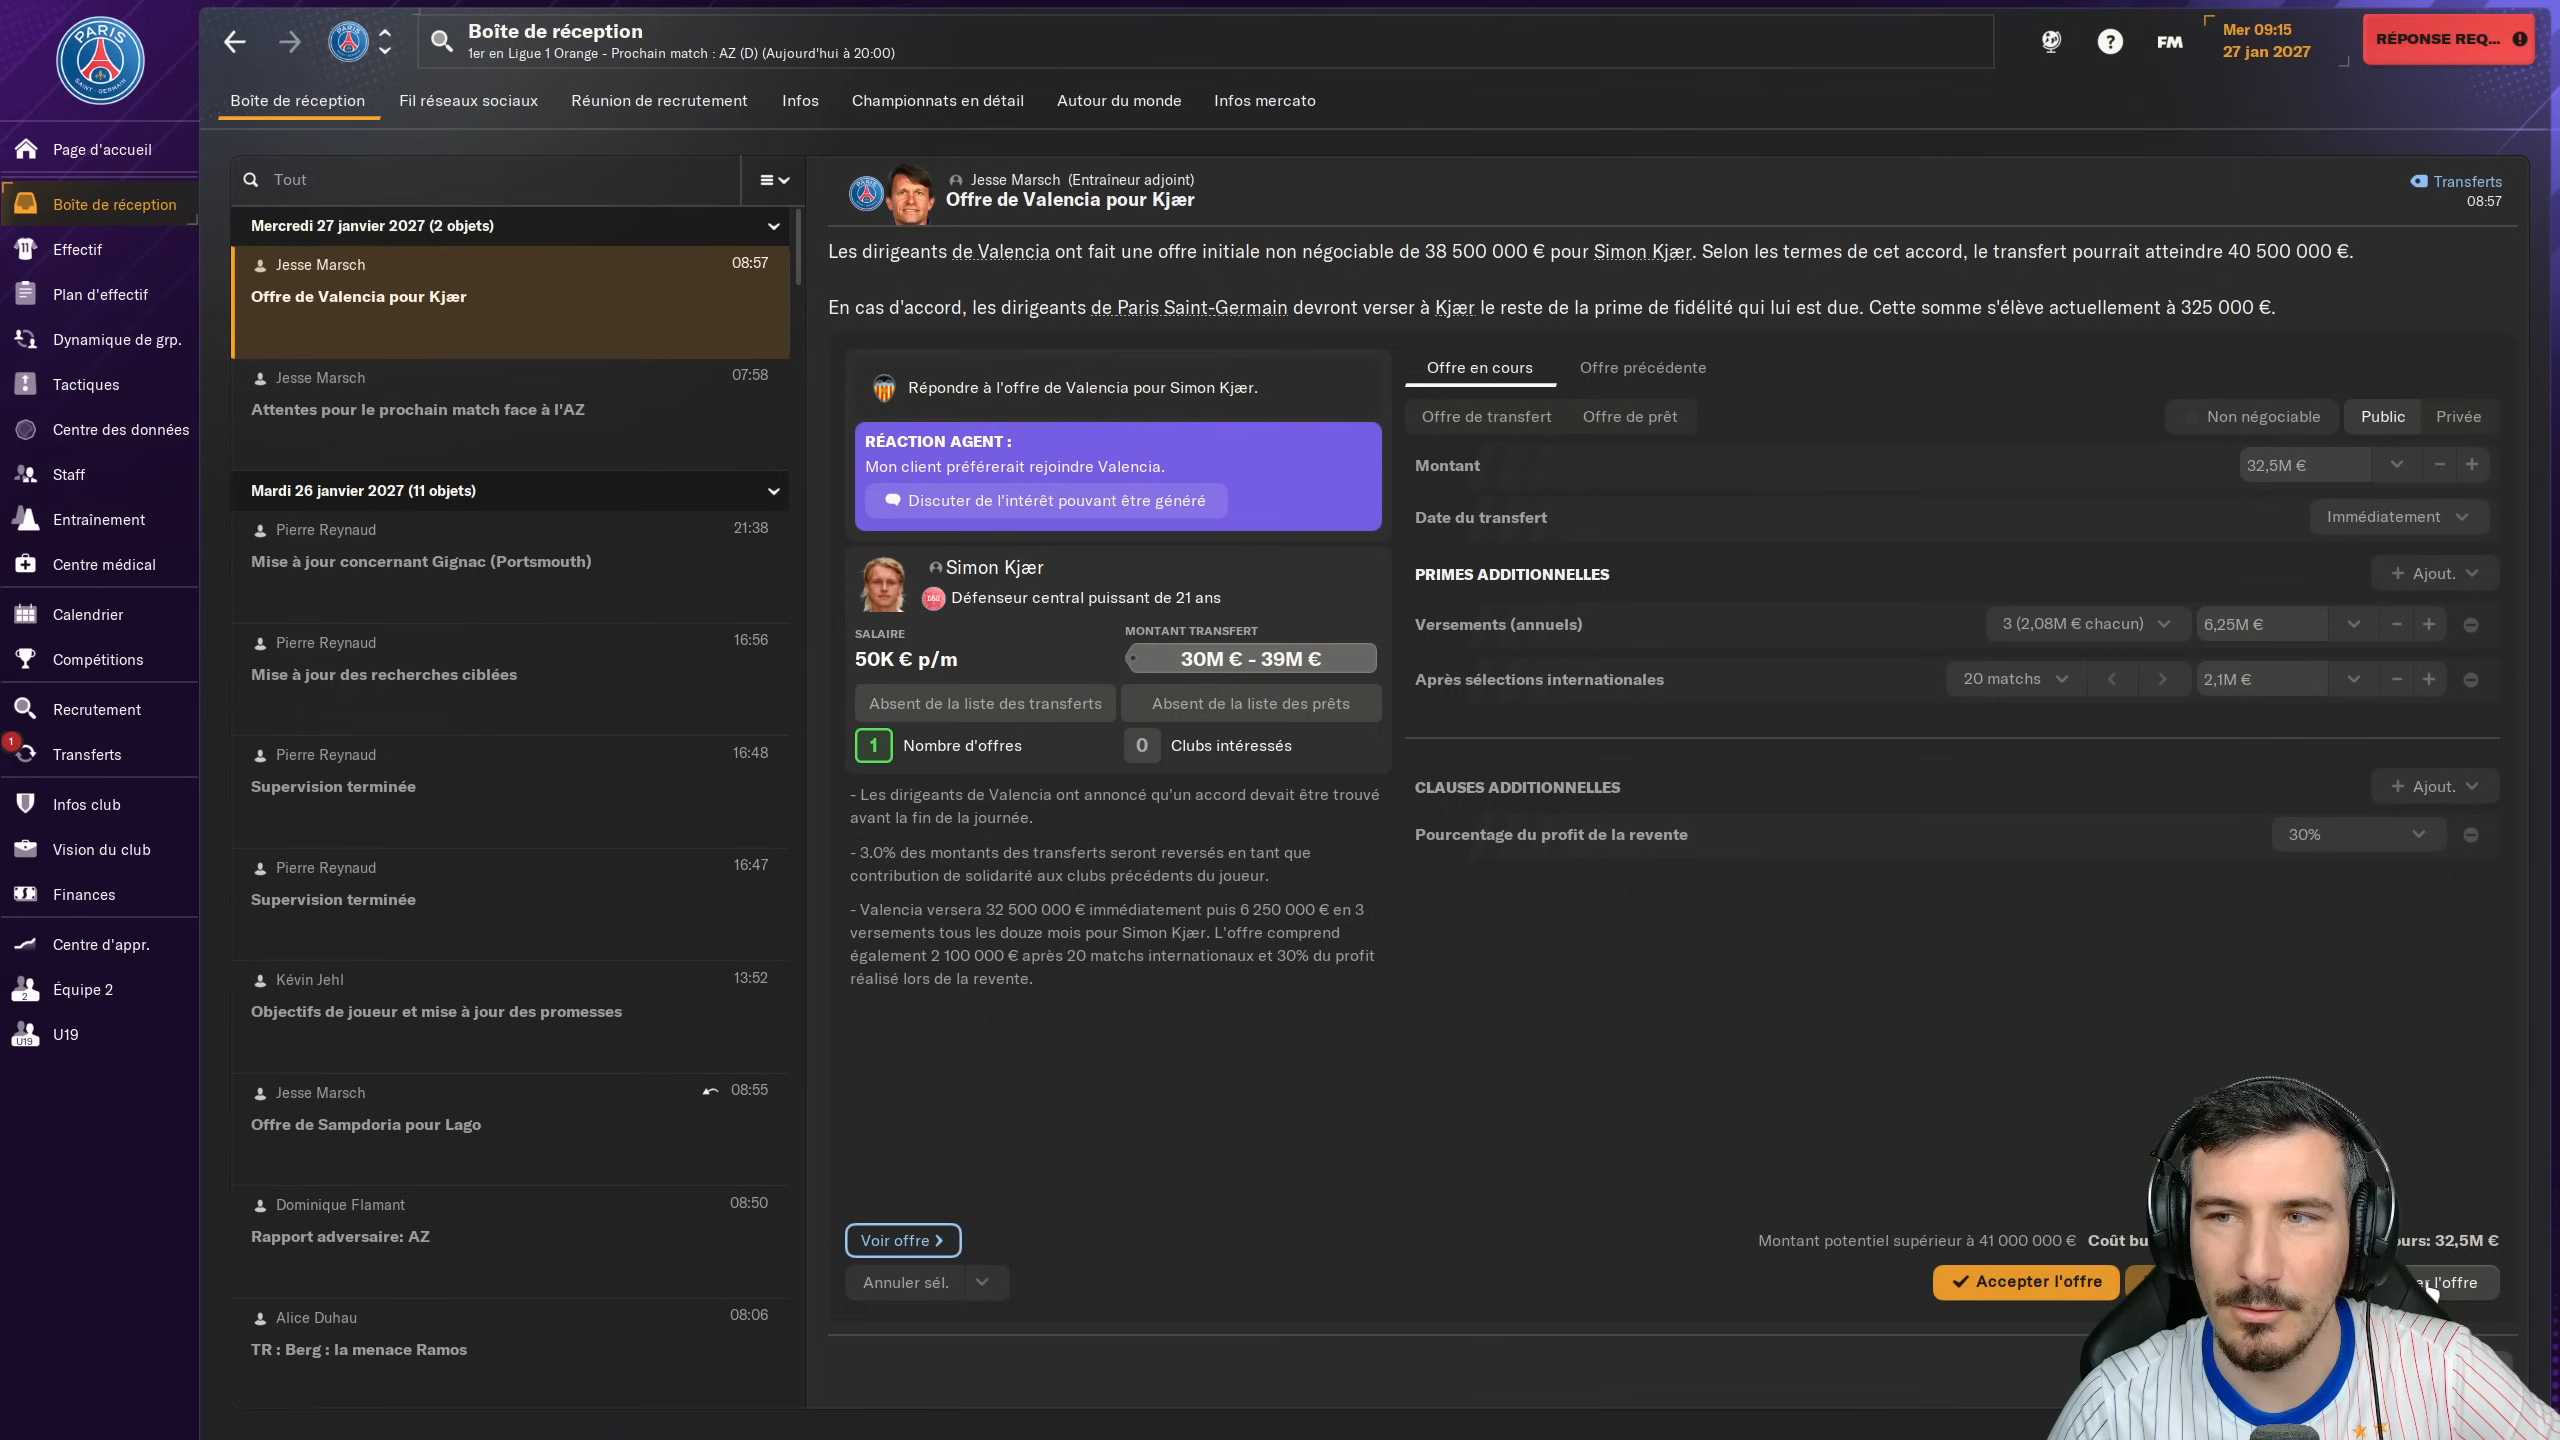 PARIS
SAINT-GERMAIN
Boîte de réception
1er en Ligue 1 Orange - Prochain match : AZ (D) (Aujourd'hui à 20:00)
FM
Mer 09:15
27 jan 2027
RÉPONSE REQ...
Boîte de réception
Fil réseaux sociaux
Réunion de recrutement
Infos
Championnats en détail
Autour du monde
Infos mercato
Page d'accueil
Boîte de réception
Effectif
Plan d'effectif
Dynamique de grp.
Tactiques
Centre des données
Staff
Entraînement
Centre médical
Calendrier
Compétitions
Recrutement
1
Transferts
Infos club
Vision du club
Finances
Centre d'appr.
2
Équipe 2
U19
U19
Tout
Mercredi 27 janvier 2027 (2 objets)
Jesse Marsch
08:57
Offre de Valencia pour Kjær
Jesse Marsch
07:58
Attentes pour le prochain match face à l'AZ
Mardi 26 janvier 2027 (11 objets)
Pierre Reynaud
21:38
Mise à jour concernant Gignac (Portsmouth)
Pierre Reynaud
16:56
Mise à jour des recherches ciblées
Pierre Reynaud
16:48
Supervision terminée
Pierre Reynaud
16:47
Supervision terminée
Kévin Jehl
13:52
Objectifs de joueur et mise à jour des promesses
Jesse Marsch
08:55
Offre de Sampdoria pour Lago
Dominique Flamant
08:50
Rapport adversaire: AZ
Alice Duhau
08:06
TR : Berg : la menace Ramos
Jesse Marsch (Entraîneur adjoint)
Offre de Valencia pour Kjær
Transferts
08:57
Les dirigeants de Valencia ont fait une offre initiale non négociable de 38 500 000 € pour Simon Kjær. Selon les termes de cet accord, le transfert pourrait atteindre 40 500 000 €.
En cas d'accord, les dirigeants de Paris Saint-Germain devront verser à Kjær le reste de la prime de fidélité qui lui est due. Cette somme s'élève actuellement à 325 000 €.
Répondre à l'offre de Valencia pour Simon Kjær.
RÉACTION AGENT :
Mon client préférerait rejoindre Valencia.
Discuter de l'intérêt pouvant être généré
Simon Kjær
Défenseur central puissant de 21 ans
SALAIRE
50K € p/m
MONTANT TRANSFERT
30M € - 39M €
Absent de la liste des transferts
Absent de la liste des prêts
1
Nombre d'offres
0
Clubs intéressés
- Les dirigeants de Valencia ont annoncé qu'un accord devait être trouvé
avant la fin de la journée.
- 3.0% des montants des transferts seront reversés en tant que
contribution de solidarité aux clubs précédents du joueur.
- Valencia versera 32 500 000 € immédiatement puis 6 250 000 € en 3
versements tous les douze mois pour Simon Kjær. L'offre comprend
également 2 100 000 € après 20 matchs internationaux et 30% du profit
réalisé lors de la revente.
Offre en cours
Offre précédente
Offre de transfert
Offre de prêt
Non négociable
Public
Privée
Montant
32,5M €
Date du transfert
Immédiatement
PRIMES ADDITIONNELLES
Ajout.
Versements (annuels)
3 (2,08M € chacun)
6,25M €
Après sélections internationales
20 matchs
2,1M €
CLAUSES ADDITIONNELLES
Ajout.
Pourcentage du profit de la revente
30%
Voir offre
Annuler sél.
Montant potentiel supérieur à 41 000 000 €
Coût bu
urs: 32,5M €
Accepter l'offre
l'offre